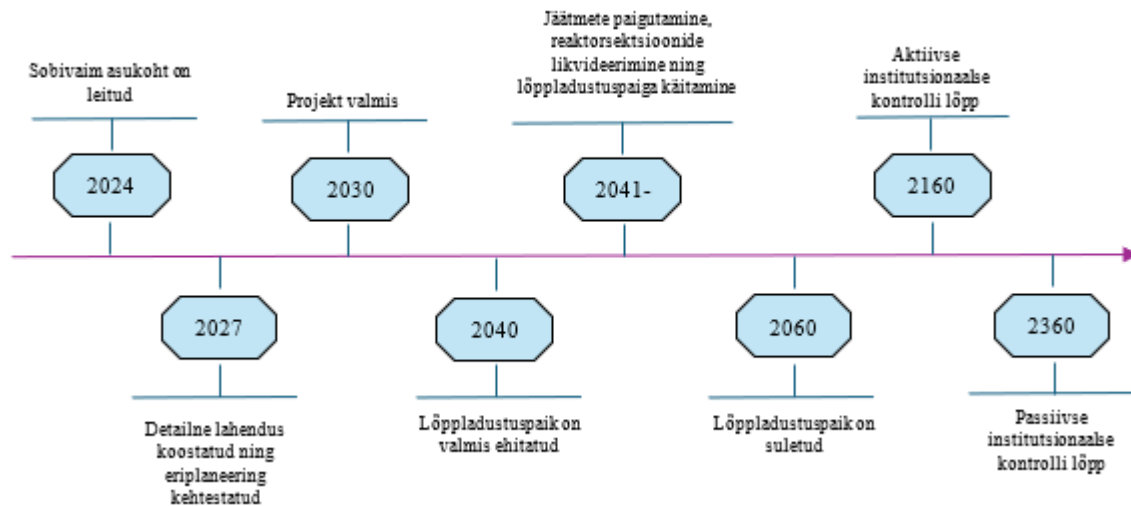 Sobivaim asukoht on
leitud
2024
Detailne lahendus
koostatud ning
eriplaneering
kehtestatud
2027
Projekt valmis
2030
Lõppladustuspaik on
valmis ehitatud
2040
Jäätmete paigutamine,
reaktorsektsioonide
likvideerimine ning
lõppladustuspaiga käitamine
2041-
Lõppladustuspaik on
suletud
2060
Aktiivse
institutsionaalse
kontrolli lõpp
2160
Passiivse
institutsionaalse
kontrolli lõpp
2360